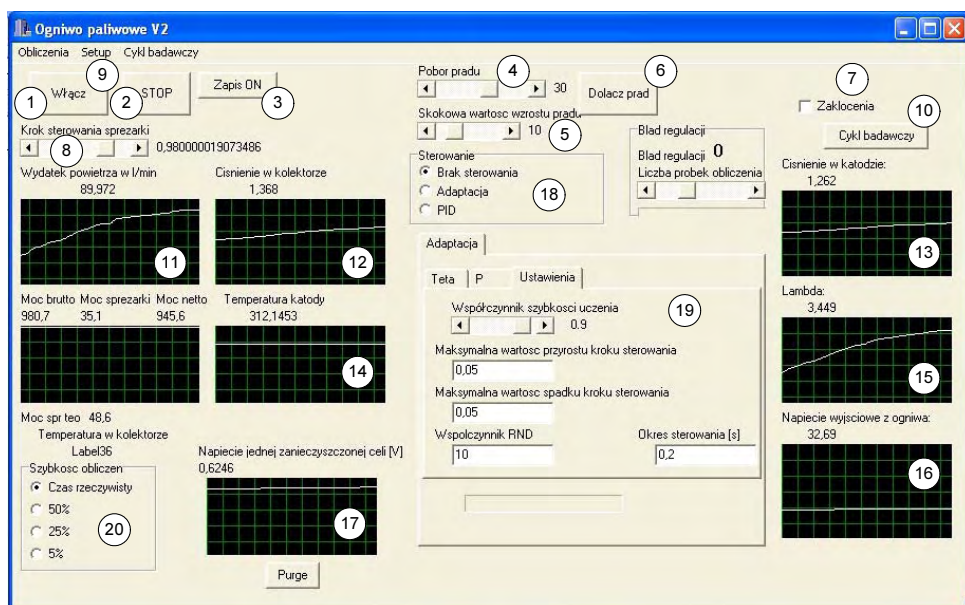 Ogniwo paliwowe V2
Obliczenia Setup Cykl badawczy
9
Włącz
1
STOP
2
Zapis ON
3
Pobor pradu
4
30
Dolacz prad
6
7
Zaklocenia
Skokowa wartosc wzrostu pradu
10
5
10
Cykl badawczy
Krok sterowania sprezarki
8
0,980000019073486
Sterowanie
Brak sterowania
Adaptacja
PID
18
Blad regulacji
Blad regulacji 0
Liczba probek obliczenia
Wydatek powietrza w l/min
89,972
11
Cisnienie w kolektorze
1,368
12
Cisnienie w katodzie:
1,262
13
Moc brutto Moc sprezarki Moc netto
980,7 35,1 945,6
Temperatura katody
312,1453
14
Adaptacja
Teta P Ustawienia
19
Współczynnik szybkosci uczenia
0.9
Maksymalna wartosc przyrostu kroku sterowania
0,05
Maksymalna wartosc spadku kroku sterowania
0,05
Wspolczynnik RND
10
Okres sterowania [s]
0,2
Lambda:
3,449
15
Moc spr teo 48,6
Temperatura w kolektorze
Label36
Szybkosc obliczen
Czas rzeczywisty
50%
25%
5%
20
Napiecie jednej zanieczyszczonej celi [V]
0,6246
17
Purge
Napiecie wyjsciowe z ogniwa:
32,69
16